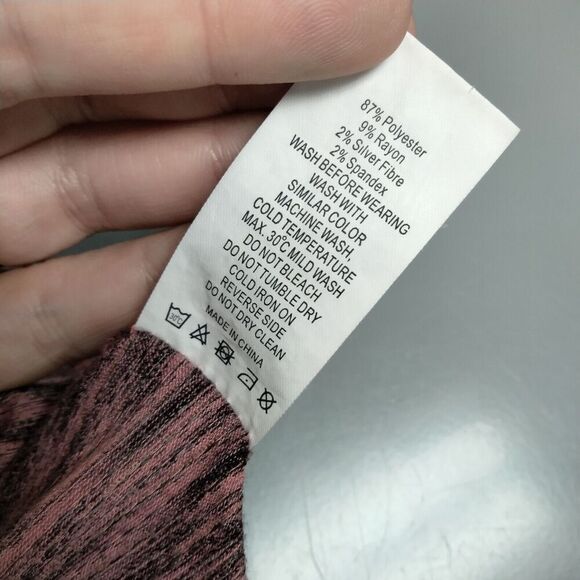 87% Polyester
9% Rayon
2% Silver Fibre
2% Spandex
WASH BEFORE WEARING
WASH WITH
SIMILAR COLOR
MACHINE WASH,
COLD TEMPERATURE
MAX. 30°C MILD WASH
DO NOT BLEACH
DO NOT TUMBLE DRY
COLD IRON ON
REVERSE SIDE
DO NOT DRY CLEAN
MADE IN CHINA
30°C